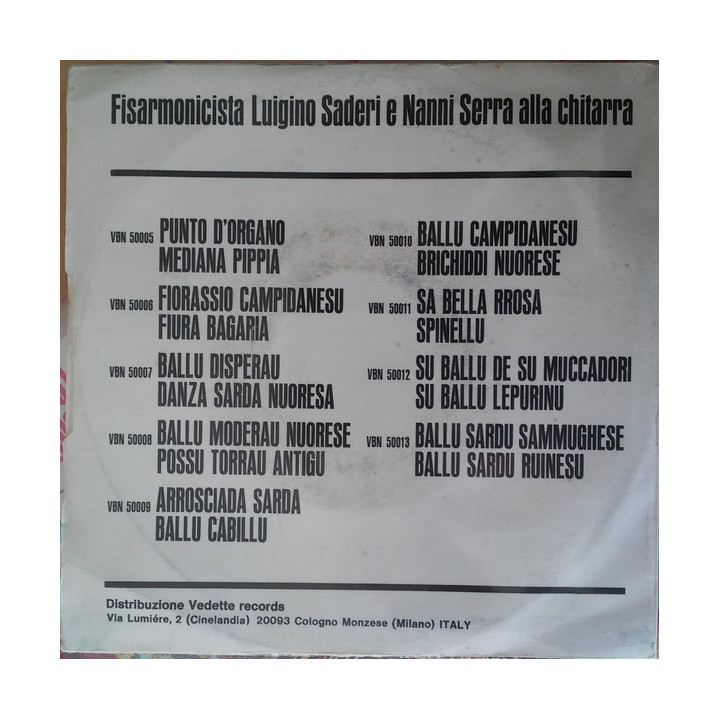 Fisarmonicista Luigino Saderi e Nanni Serra alla chitarra
VBN 50005 PUNTO D'ORGANO
MEDIANA PIPPIA
VBN 50006 FIORASSIO CAMPIDANESU
FIURA BAGARIA
VBN 50007 BALLU DISPERAU
DANZA SARDA NUORESA
VBN 50008 BALLU MODERAU NUORESE
POSSU TORRAU ANTIGU
VBN 50009 ARROSCIADA SARDA
BALLU CABILLU
VBN 50010 BALLU CAMPIDANESU
BRICHIDDI NUORESE
VBN 50011 SA BELLA RROSA
SPINELLU
VBN 50012 SU BALLU DE SU MUCCADORI
SU BALLU LEPURINU
VBN 50013 BALLU SARDU SAMMUGHESE
BALLU SARDU RUINESU
Distribuzione Vedette records
Via Lumiére, 2 (Cinelandia) 20093 Cologno Monzese (Milano) ITALY